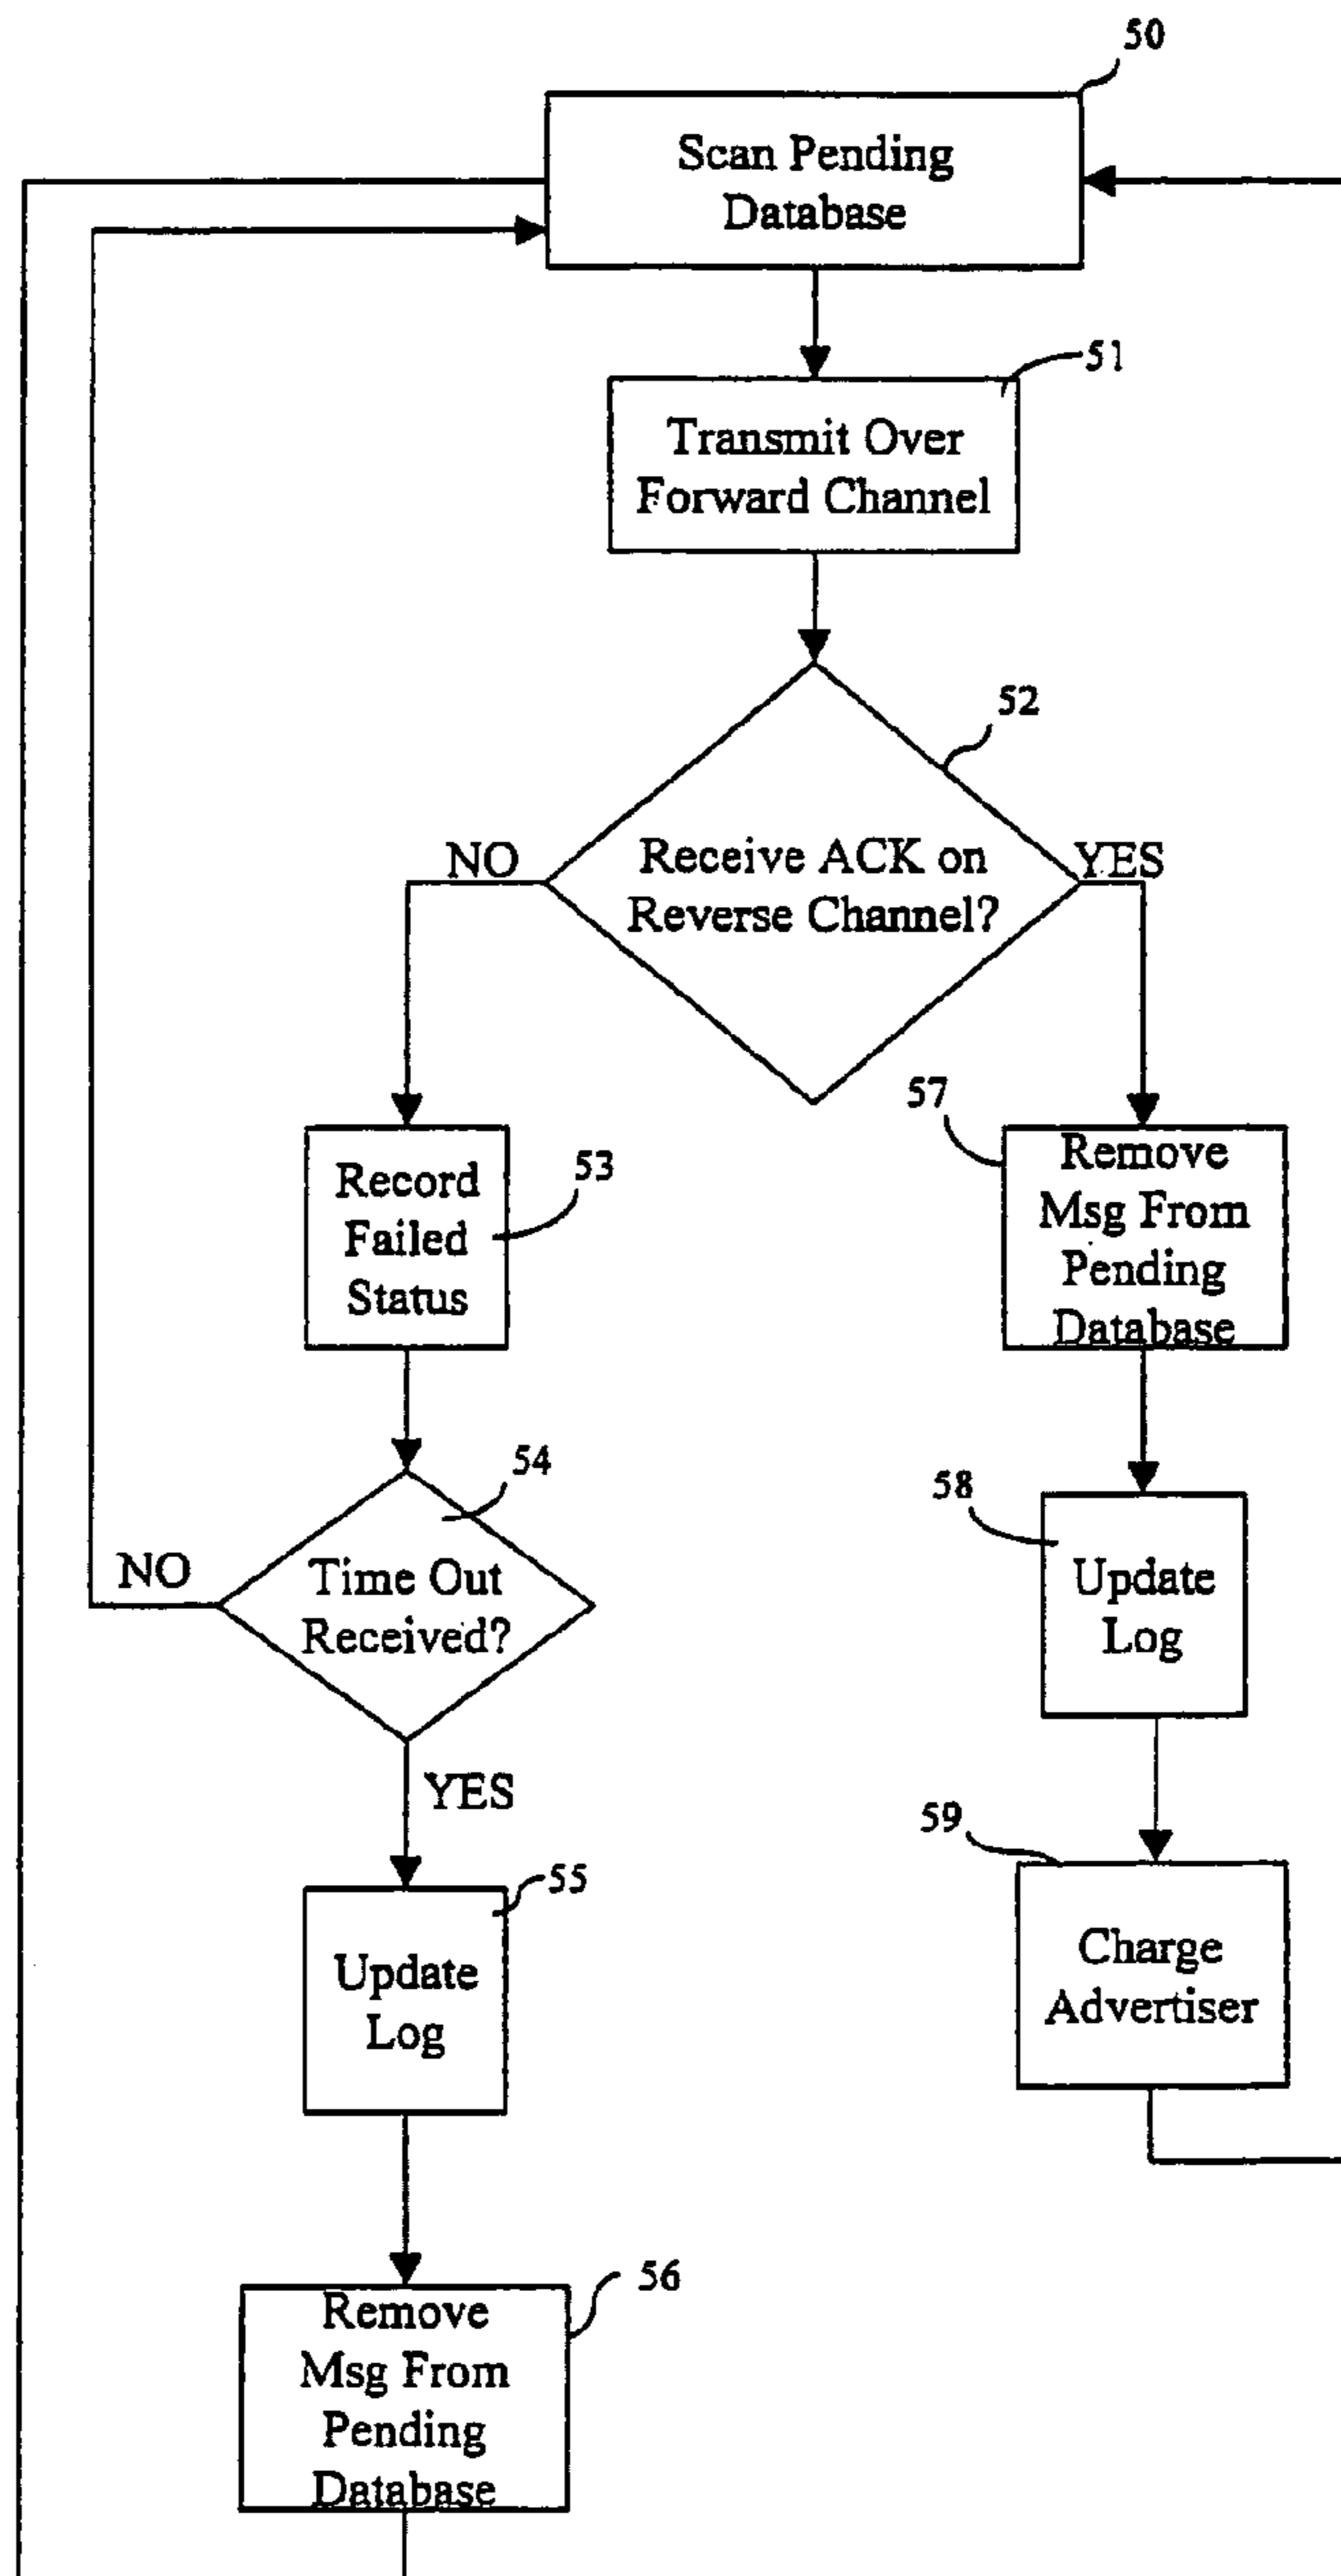 50
Scan Pending
Database
51
Transmit Over
Forward Channel
52
NO
Receive ACK on
Reverse Channel?
YES
53
Record
Failed
Status
57
Remove
Msg From
Pending
Database
54
NO
Time Out
Received?
YES
58
Update
Log
55
Update
Log
59
Charge
Advertiser
56
Remove
Msg From
Pending
Database